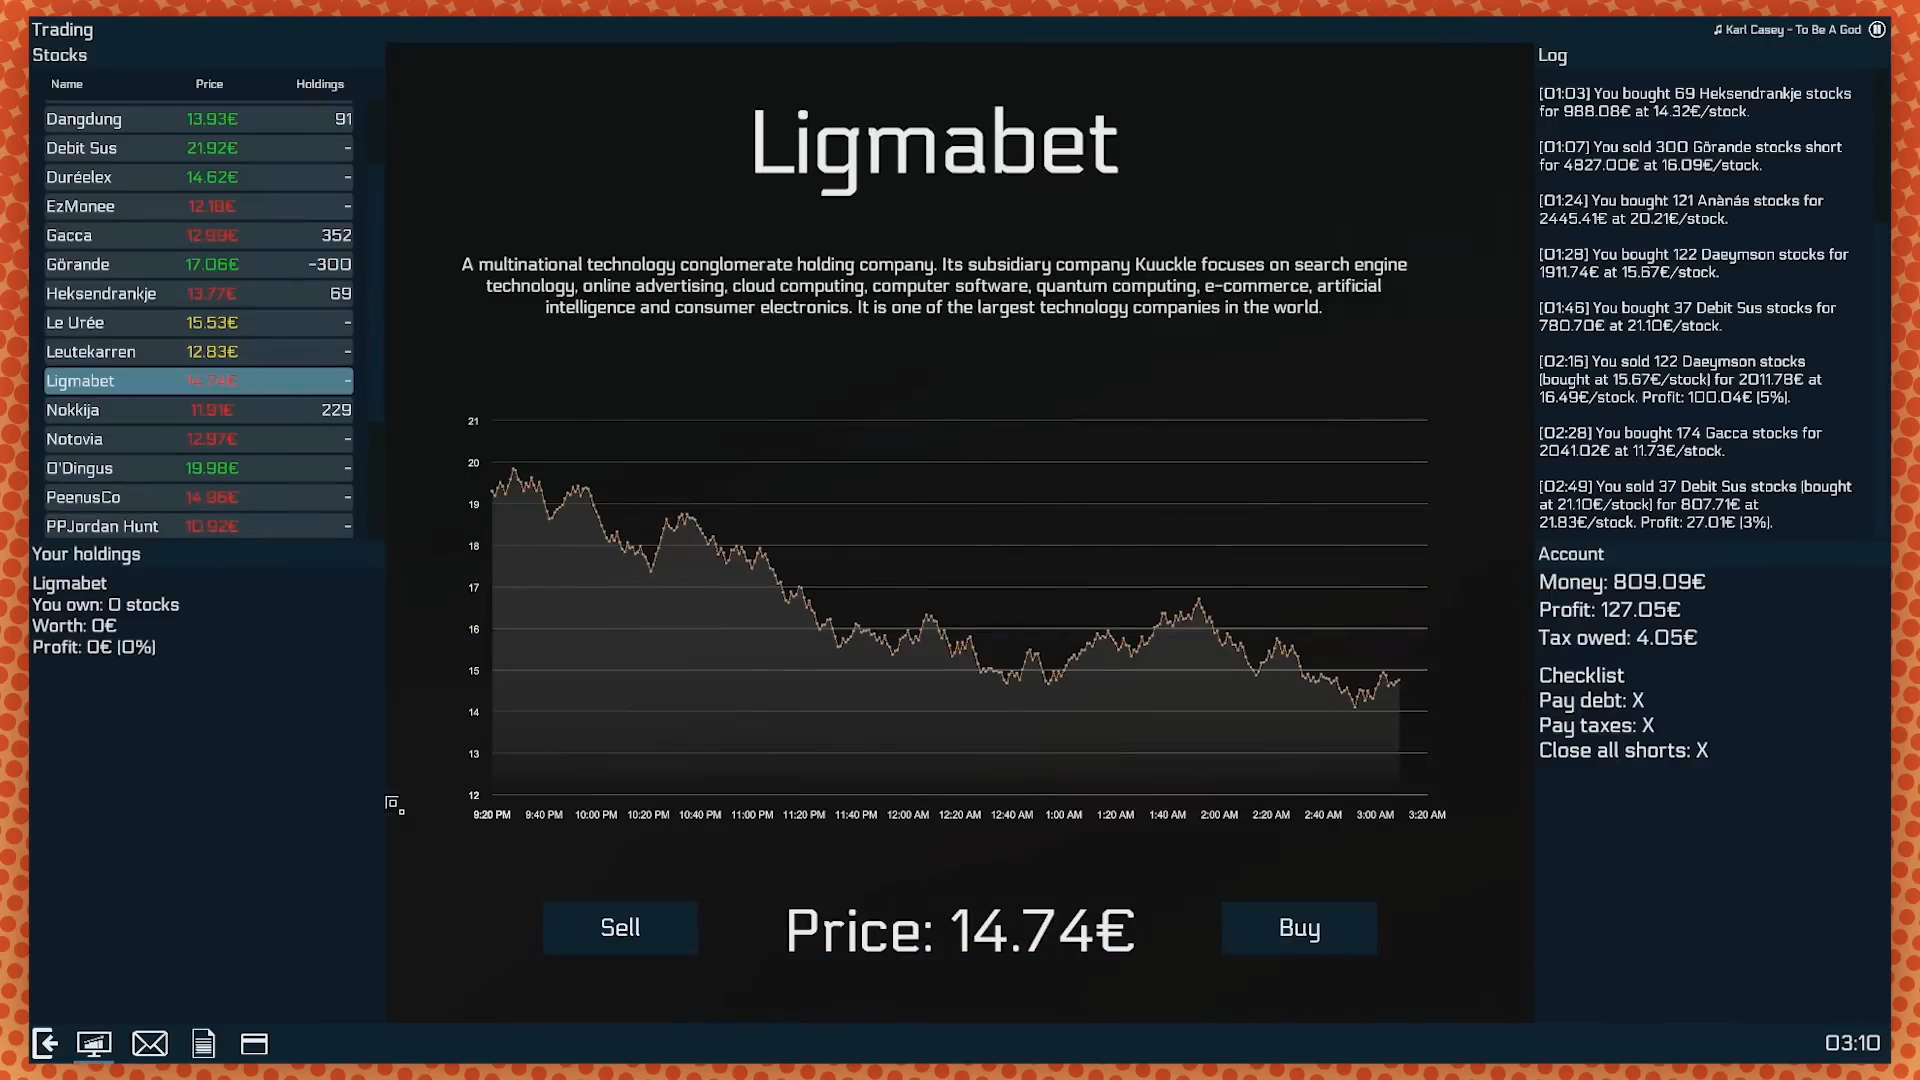 Trading
♫ Karl Casey - To Be A God
Stocks
Name Price Holdings
Dangdung 13.93€ 91
Debit Sus 21.92€ -
Duréelex 14.62€ -
EzMonee 12.18€ -
Gacca 12.99€ 352
Görande 17.06€ -300
Heksendrankje 13.77€ 69
Le Urée 15.53€ -
Leutekarren 12.83€ -
Ligmabet 14.74€ -
Nokkija 11.91€ 229
Notovia 12.97€ -
O'Dingus 19.98€ -
PeenusCo 14.96€ -
PPJordan Hunt 10.92€ -
Your holdings
Ligmabet
You own: 0 stocks
Worth: 0€
Profit: 0€ (0%)
Ligmabet
A multinational technology conglomerate holding company. Its subsidiary company Kuuckle focuses on search engine
technology, online advertising, cloud computing, computer software, quantum computing, e-commerce, artificial
intelligence and consumer electronics. It is one of the largest technology companies in the world.
21
20
19
18
17
16
15
14
13
12
9:20 PM 9:40 PM 10:00 PM 10:20 PM 10:40 PM 11:00 PM 11:20 PM 11:40 PM 12:00 AM 12:20 AM 12:40 AM 1:00 AM 1:20 AM 1:40 AM 2:00 AM 2:20 AM 2:40 AM 3:00 AM 3:20 AM
Sell
Price: 14.74€
Buy
Log
[01:03] You bought 69 Heksendrankje stocks
for 988.08€ at 14.32€/stock.
[01:07] You sold 300 Görande stocks short
for 4827.00€ at 16.09€/stock.
[01:24] You bought 121 Anànás stocks for
2445.41€ at 20.21€/stock.
[01:28] You bought 122 Daeymson stocks for
1911.74€ at 15.67€/stock.
[01:46] You bought 37 Debit Sus stocks for
780.70€ at 21.10€/stock.
[02:16] You sold 122 Daeymson stocks
(bought at 15.67€/stock) for 2011.78€ at
16.49€/stock. Profit: 100.04€ (5%).
[02:28] You bought 174 Gacca stocks for
2041.02€ at 11.73€/stock.
[02:49] You sold 37 Debit Sus stocks (bought
at 21.10€/stock) for 807.71€ at
21.83€/stock. Profit: 27.01€ (3%).
Account
Money: 809.09€
Profit: 127.05€
Tax owed: 4.05€
Checklist
Pay debt: X
Pay taxes: X
Close all shorts: X
03:10